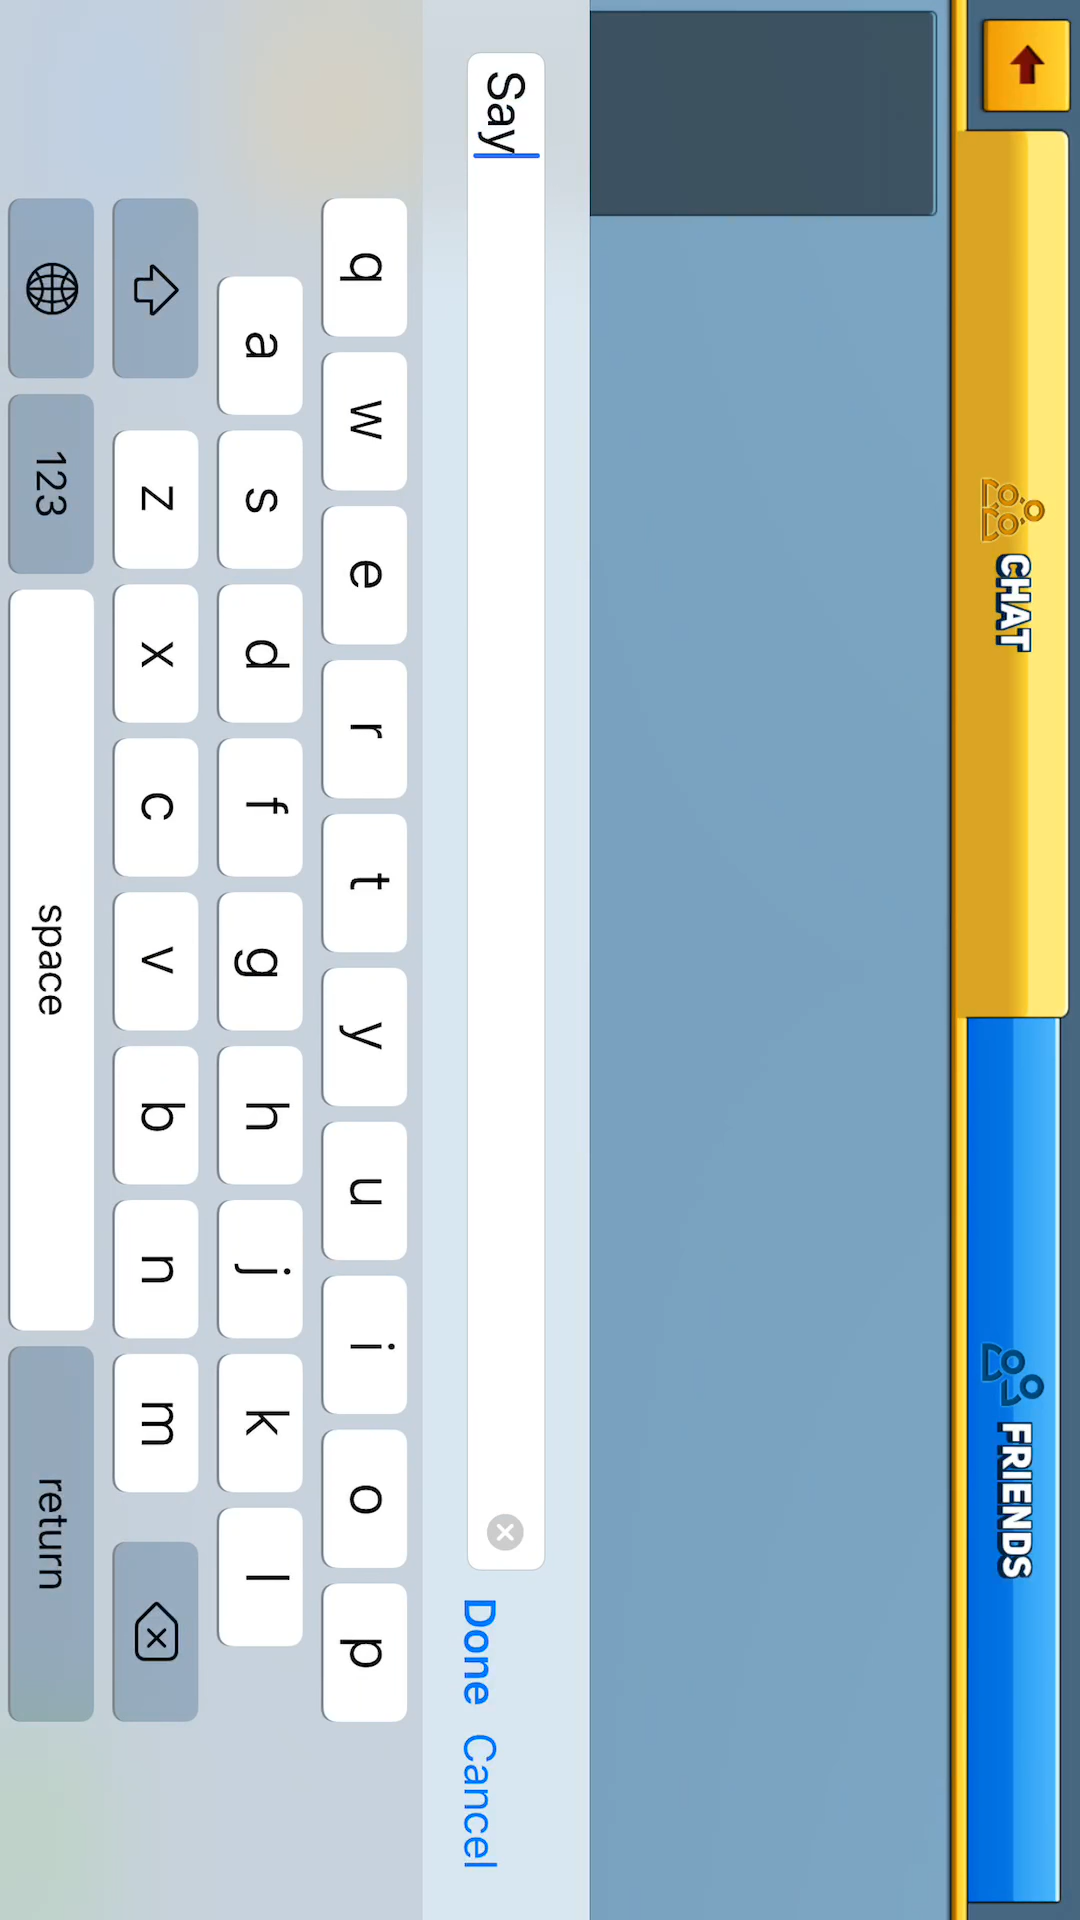 CHAT
FRIENDS
Say
Done Cancel
q w e r t y u i o p
a s d f g h j k l
z x c v b n m
123 space return